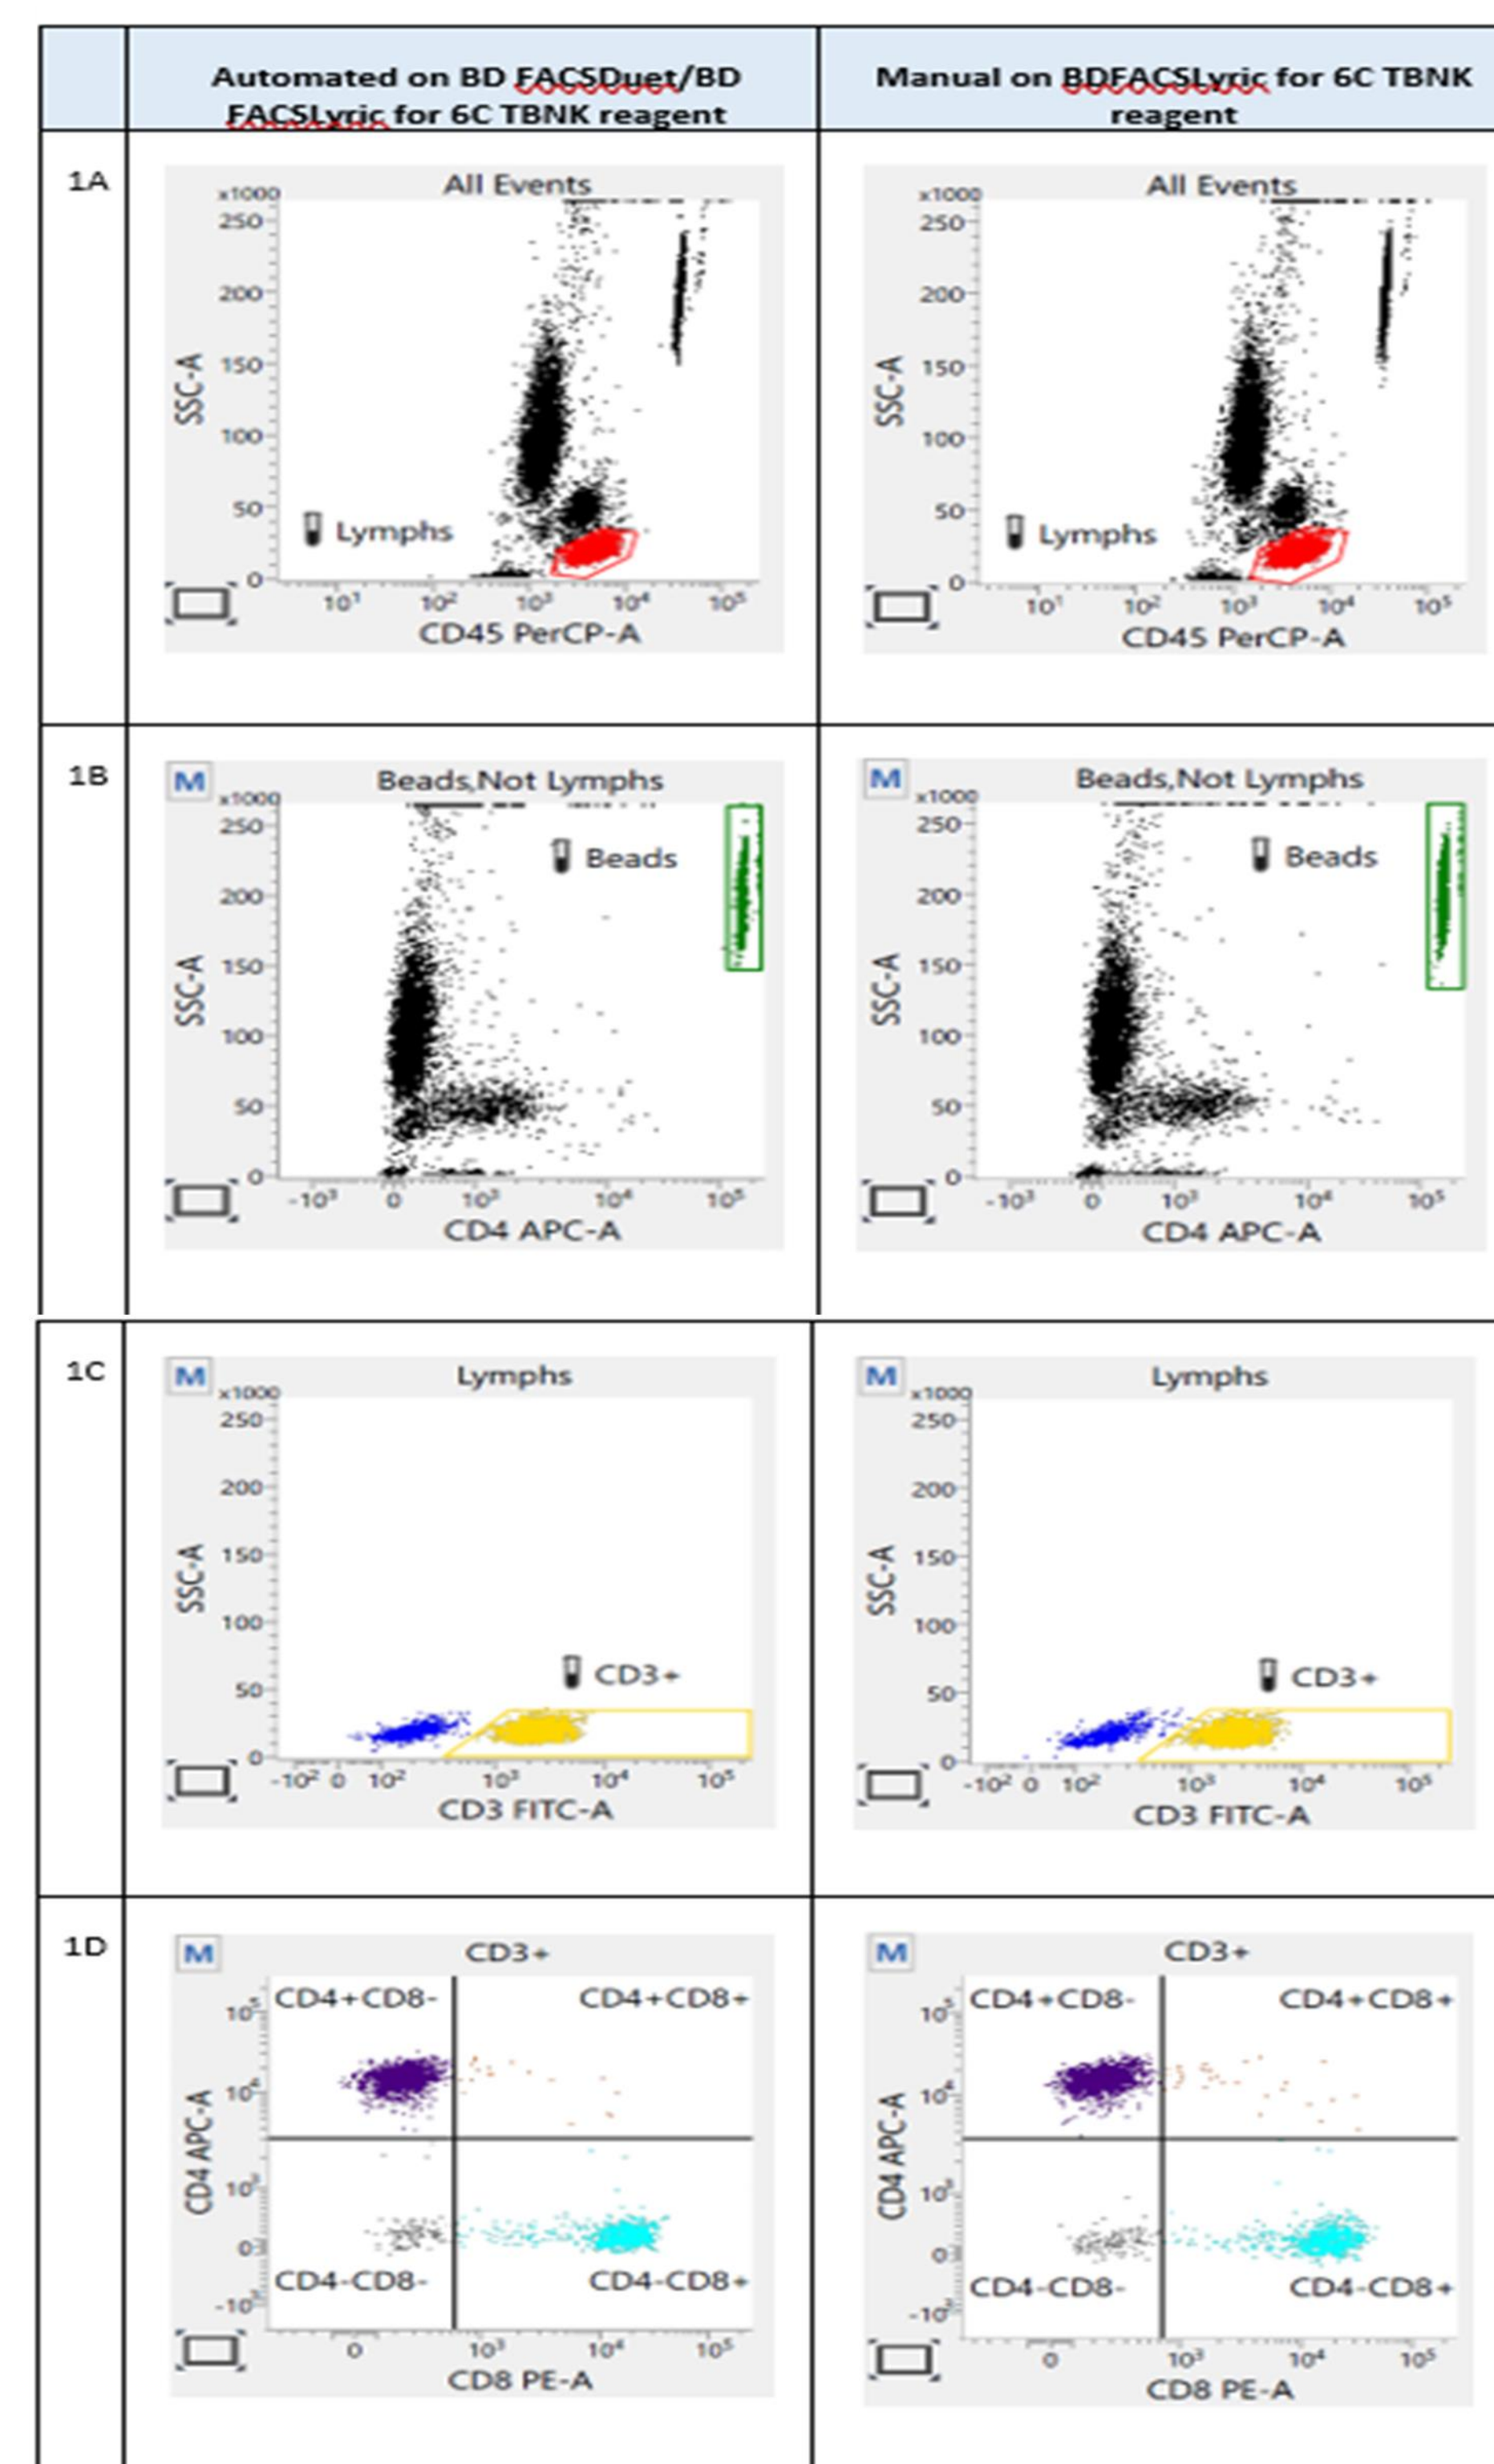 Automated on BD FACSDuet/BD
FACSLyric for 6C TBNK reagent
Manual on BDFACSLyric for 6C TBNK
reagent
1A
All Events
x1000
250
200
150
100
50
0
SSC-A
Lymphs
10¹ 10² 10³ 10⁴ 10⁵
CD45 PerCP-A
All Events
x1000
250
200
150
100
50
0
SSC-A
Lymphs
10¹ 10² 10³ 10⁴ 10⁵
CD45 PerCP-A
1B
M
Beads,Not Lymphs
x1000
250
200
150
100
50
0
SSC-A
Beads
-10³ 0 10³ 10⁴ 10⁵
CD4 APC-A
M
Beads,Not Lymphs
x1000
250
200
150
100
50
0
SSC-A
Beads
-10³ 0 10³ 10⁴ 10⁵
CD4 APC-A
1C
M
Lymphs
x1000
250
200
150
100
50
0
SSC-A
CD3+
-10² 0 10² 10³ 10⁴ 10⁵
CD3 FITC-A
M
Lymphs
x1000
250
200
150
100
50
0
SSC-A
CD3+
-10² 0 10² 10³ 10⁴ 10⁵
CD3 FITC-A
1D
M
CD3+
CD4+CD8- CD4+CD8+
10⁵
10⁴
10³
0
-10³
CD4 APC-A
CD4-CD8- CD4-CD8+
0 10³ 10⁴ 10⁵
CD8 PE-A
M
CD3+
CD4+CD8- CD4+CD8+
10⁵
10⁴
10³
0
-10³
CD4 APC-A
CD4-CD8- CD4-CD8+
0 10³ 10⁴ 10⁵
CD8 PE-A